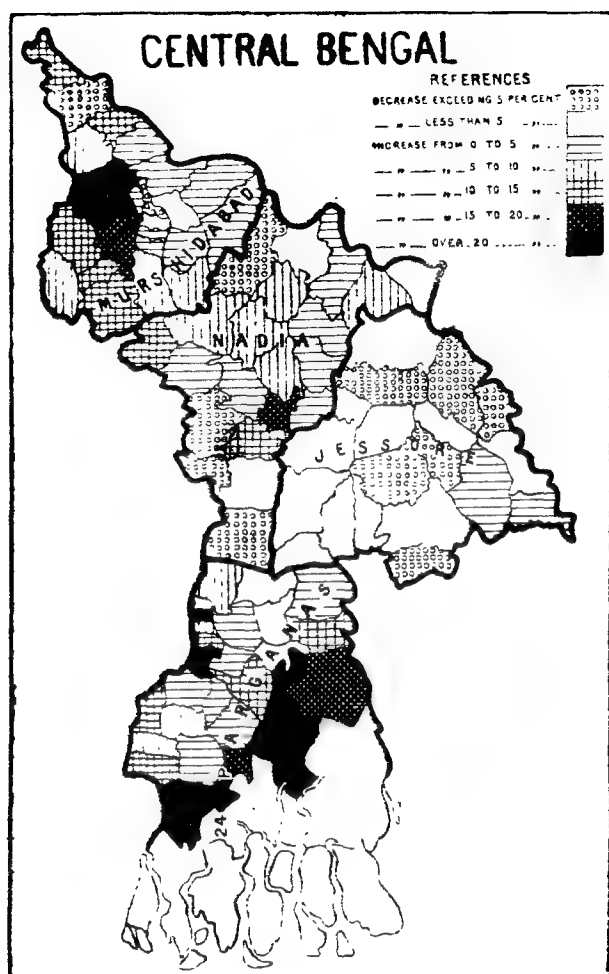 CENTRAL BENGAL
REFERENCES
DECREASE EXCEEDING 5 PER CENT
— „ — LESS THAN 5 — „ —
INCREASE FROM 0 TO 5 „
— „ — „ — „ 5 TO 10 „
— „ — „ — „ 10 TO 15 „
— „ — „ — „ 15 TO 20 „
— „ — OVER 20 — „
MURSHIDABAD
NADIA
JESSORE
24 PARGANAS